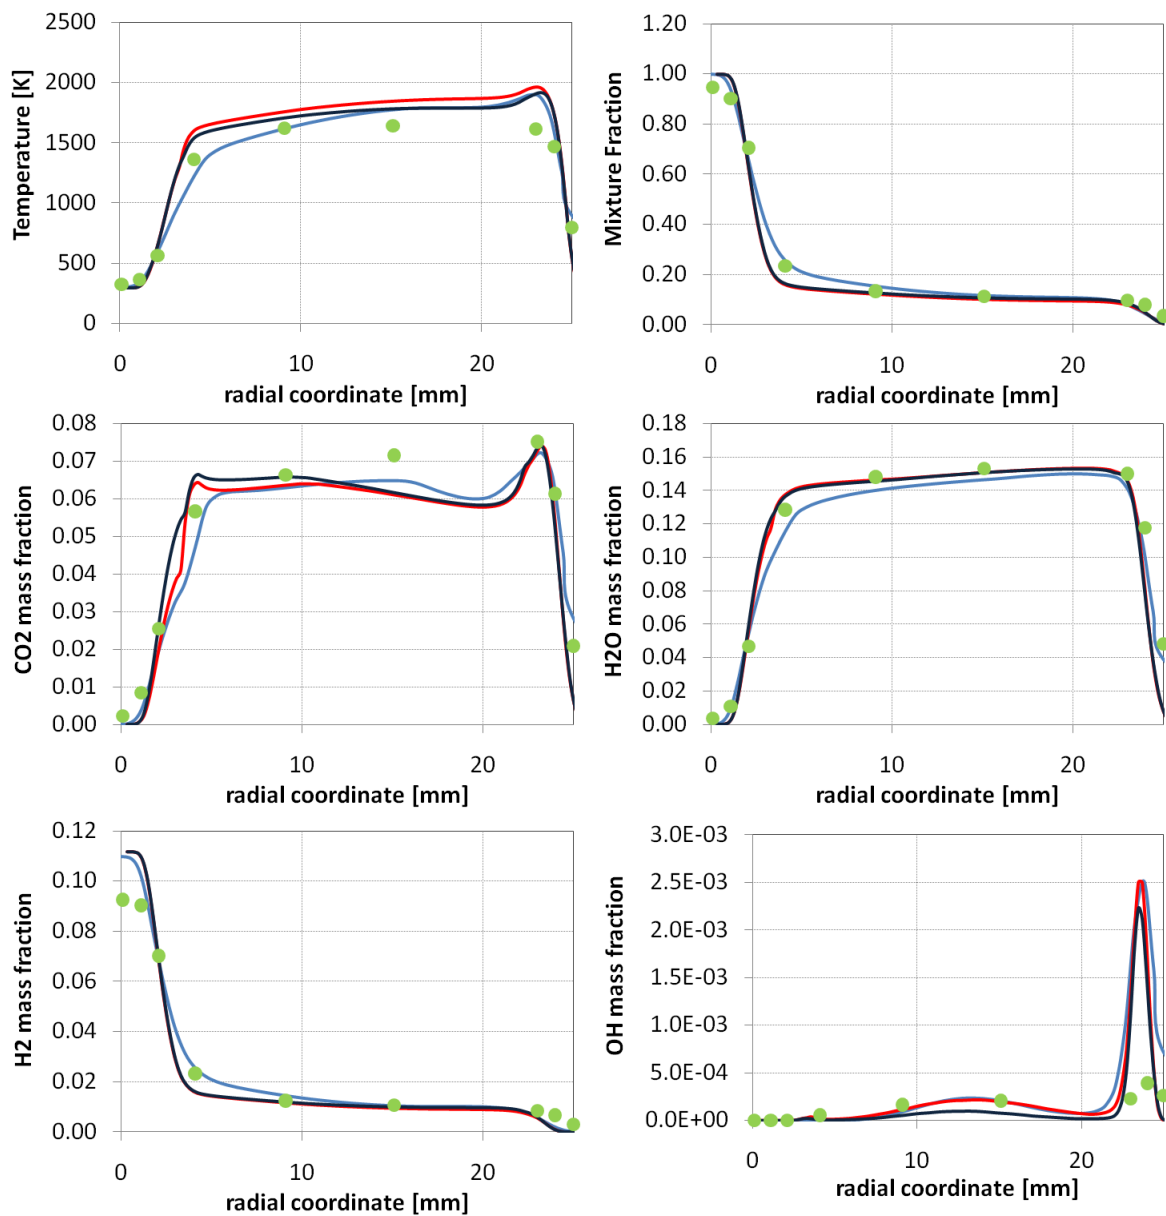 Temperature [K]
2500
2000
1500
1000
500
0
0 10 20
radial coordinate [mm]
Mixture Fraction
1.00
0.80
0.60
0.40
0.20
0.00
0 10 20
radial coordinate [mm]
CO2 mass fraction
0.08
0.07
0.06
0.05
0.04
0.03
0.02
0.01
0.00
0 10 20
radial coordinate [mm]
H2O mass fraction
0.18
0.16
0.14
0.12
0.10
0.08
0.06
0.04
0.02
0.00
0 10 20
radial coordinate [mm]
H2 mass fraction
0.12
0.10
0.08
0.06
0.04
0.02
0.00
0 10 20
radial coordinate [mm]
OH mass fraction
3.0E-03
2.5E-03
2.0E-03
1.5E-03
1.0E-03
5.0E-04
0.0E+00
0 10 20
radial coordinate [mm]